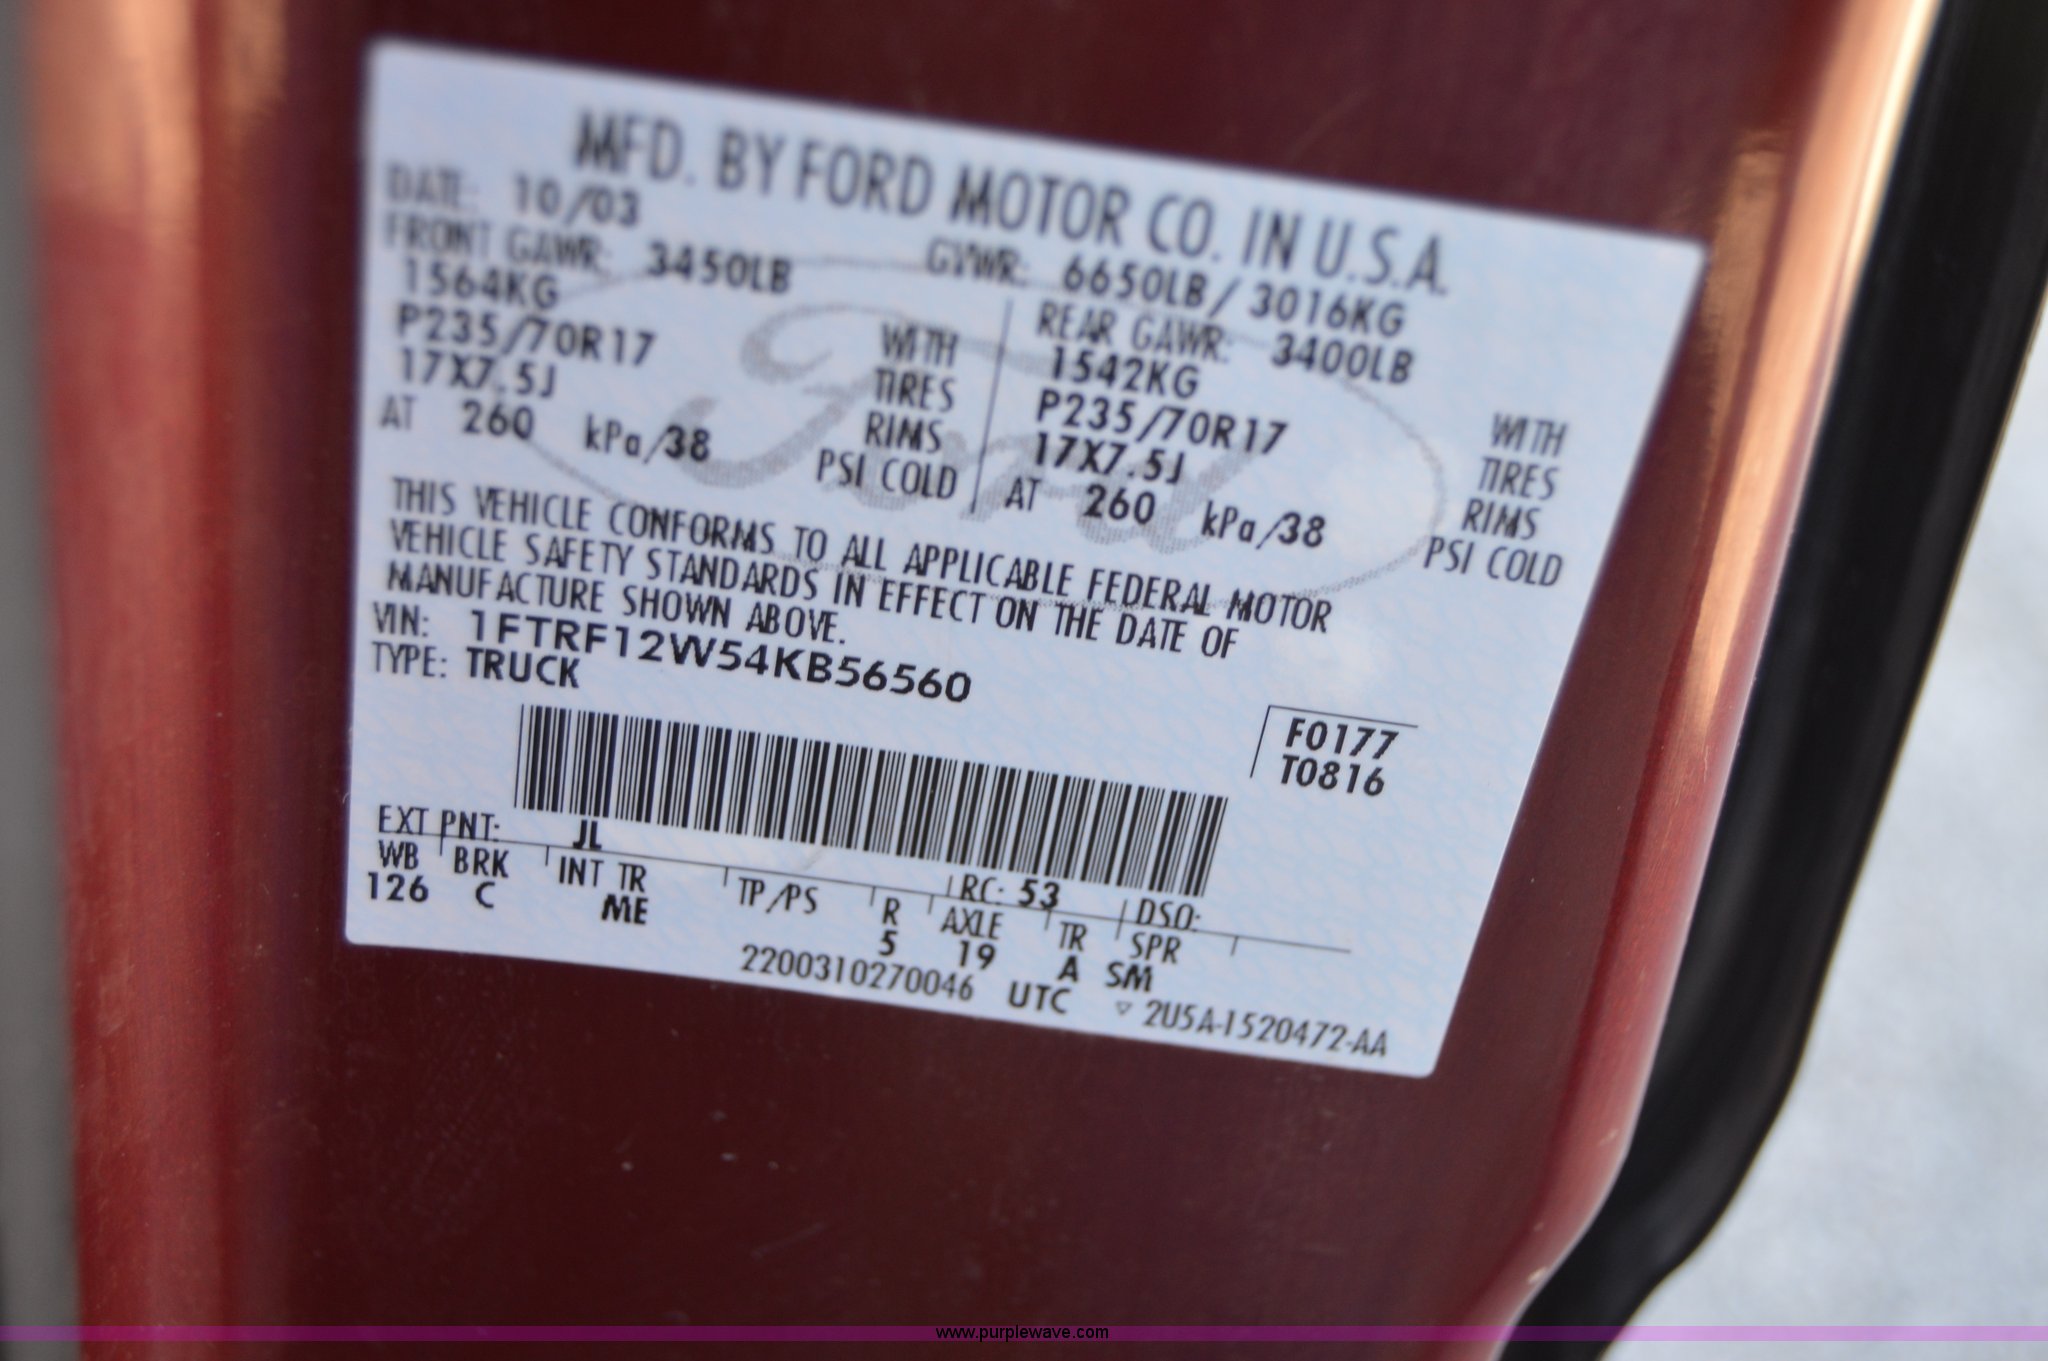 MFD. BY FORD MOTOR CO. IN U.S.A.
DATE: 10/03 GVWR: 6650LB / 3016KG
FRONT GAWR: 3450LB REAR GAWR: 3400LB
1564KG WITH 1542KG WITH
P235/70R17 TIRES P235/70R17 TIRES
17X7.5J RIMS 17X7.5J RIMS
AT 260 kPa/38 PSI COLD AT 260 kPa/38 PSI COLD
THIS VEHICLE CONFORMS TO ALL APPLICABLE FEDERAL MOTOR
VEHICLE SAFETY STANDARDS IN EFFECT ON THE DATE OF
MANUFACTURE SHOWN ABOVE.
VIN: 1FTRF12W54KB56560
TYPE: TRUCK
F0177
T0816
EXT PNT: JL RC: 53 DSO:
WB BRK INT TR TP/PS R AXLE TR SPR
126 C ME 5 19 A SM
2200310270046 UTC ▽ 2U5A-1520472-AA
Ford
www.purplewave.com